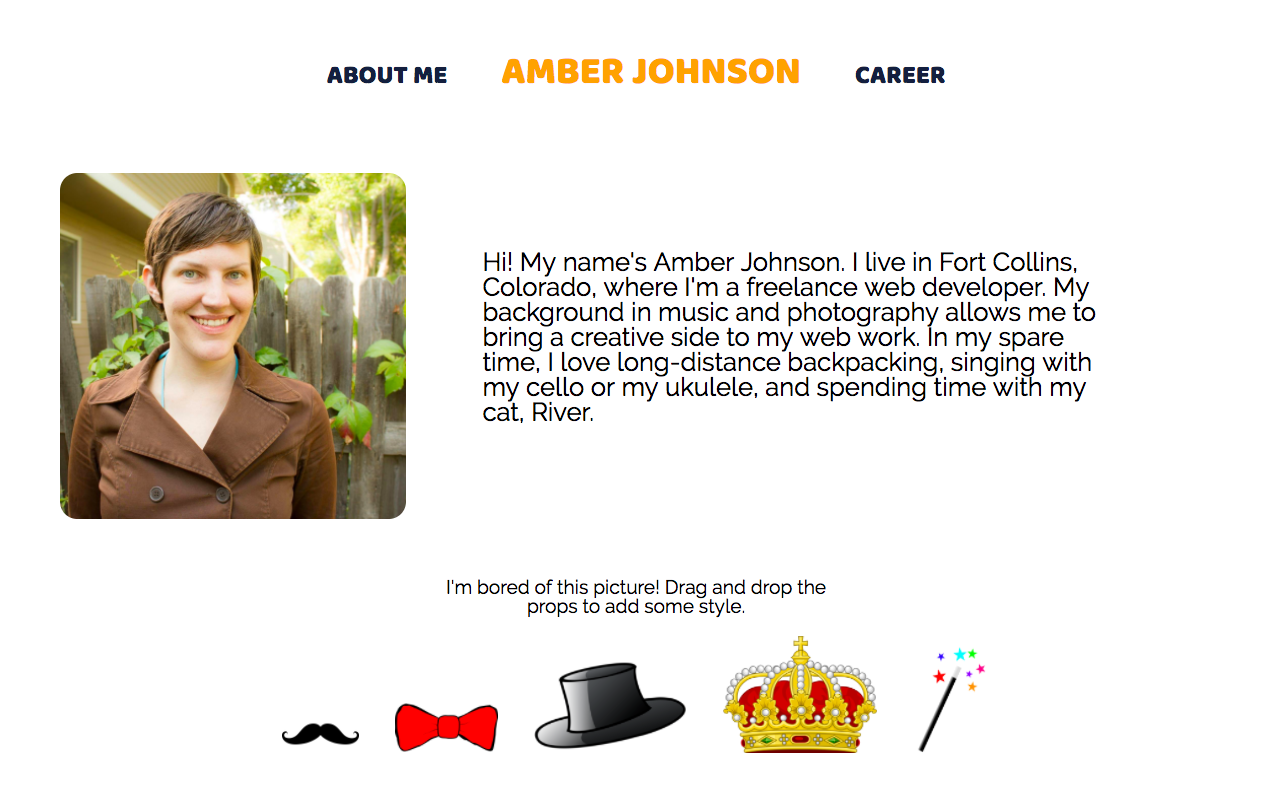 ABOUT ME AMBER JOHNSON CAREER
Hi! My name's Amber Johnson. I live in Fort Collins,
Colorado, where I'm a freelance web developer. My
background in music and photography allows me to
bring a creative side to my web work. In my spare
time, I love long-distance backpacking, singing with
my cello or my ukulele, and spending time with my
cat, River.
I'm bored of this picture! Drag and drop the
props to add some style.